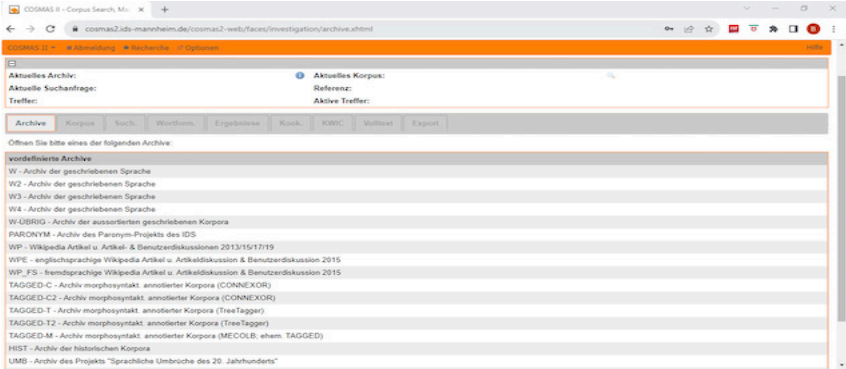 COSMAS II – Corpus Search, Ma
cosmas2.ids-mannheim.de/cosmas2-web/faces/investigation/archive.xhtml
COSMAS II Abmeldung Recherche Optionen Hilfe
Aktuelles Archiv: Aktuelles Korpus:
Aktuelle Suchanfrage: Referenz:
Treffer: Aktive Treffer:
Archive Korpus Such. Wortform. Ergebnisse Konk. KWIC Volltext Export
Öffnen Sie bitte eines der folgenden Archive:
vordefinierte Archive
W - Archiv der geschriebenen Sprache
W2 - Archiv der geschriebenen Sprache
W3 - Archiv der geschriebenen Sprache
W4 - Archiv der geschriebenen Sprache
W-ÜBRIG - Archiv der aussortierten geschriebenen Korpora
PARONYM - Archiv des Paronym-Projekts des IDS
WP - Wikipedia Artikel u. Artikel- & Benutzerdiskussionen 2013/15/17/19
WPE - englischsprachige Wikipedia Artikel u. Artikeldiskussion & Benutzerdiskussion 2015
WP_FS - fremdsprachige Wikipedia Artikel u. Artikeldiskussion & Benutzerdiskussion 2015
TAGGED-C - Archiv morphosyntakt. annotierter Korpora (CONNEXOR)
TAGGED-C2 - Archiv morphosyntakt. annotierter Korpora (CONNEXOR)
TAGGED-T - Archiv morphosyntakt. annotierter Korpora (TreeTagger)
TAGGED-T2 - Archiv morphosyntakt. annotierter Korpora (TreeTagger)
TAGGED-M - Archiv morphosyntakt. annotierter Korpora (MECOLB; ehem. TAGGED)
HIST - Archiv der historischen Korpora
UMB - Archiv des Projekts "Sprachliche Umbrüche des 20. Jahrhunderts"